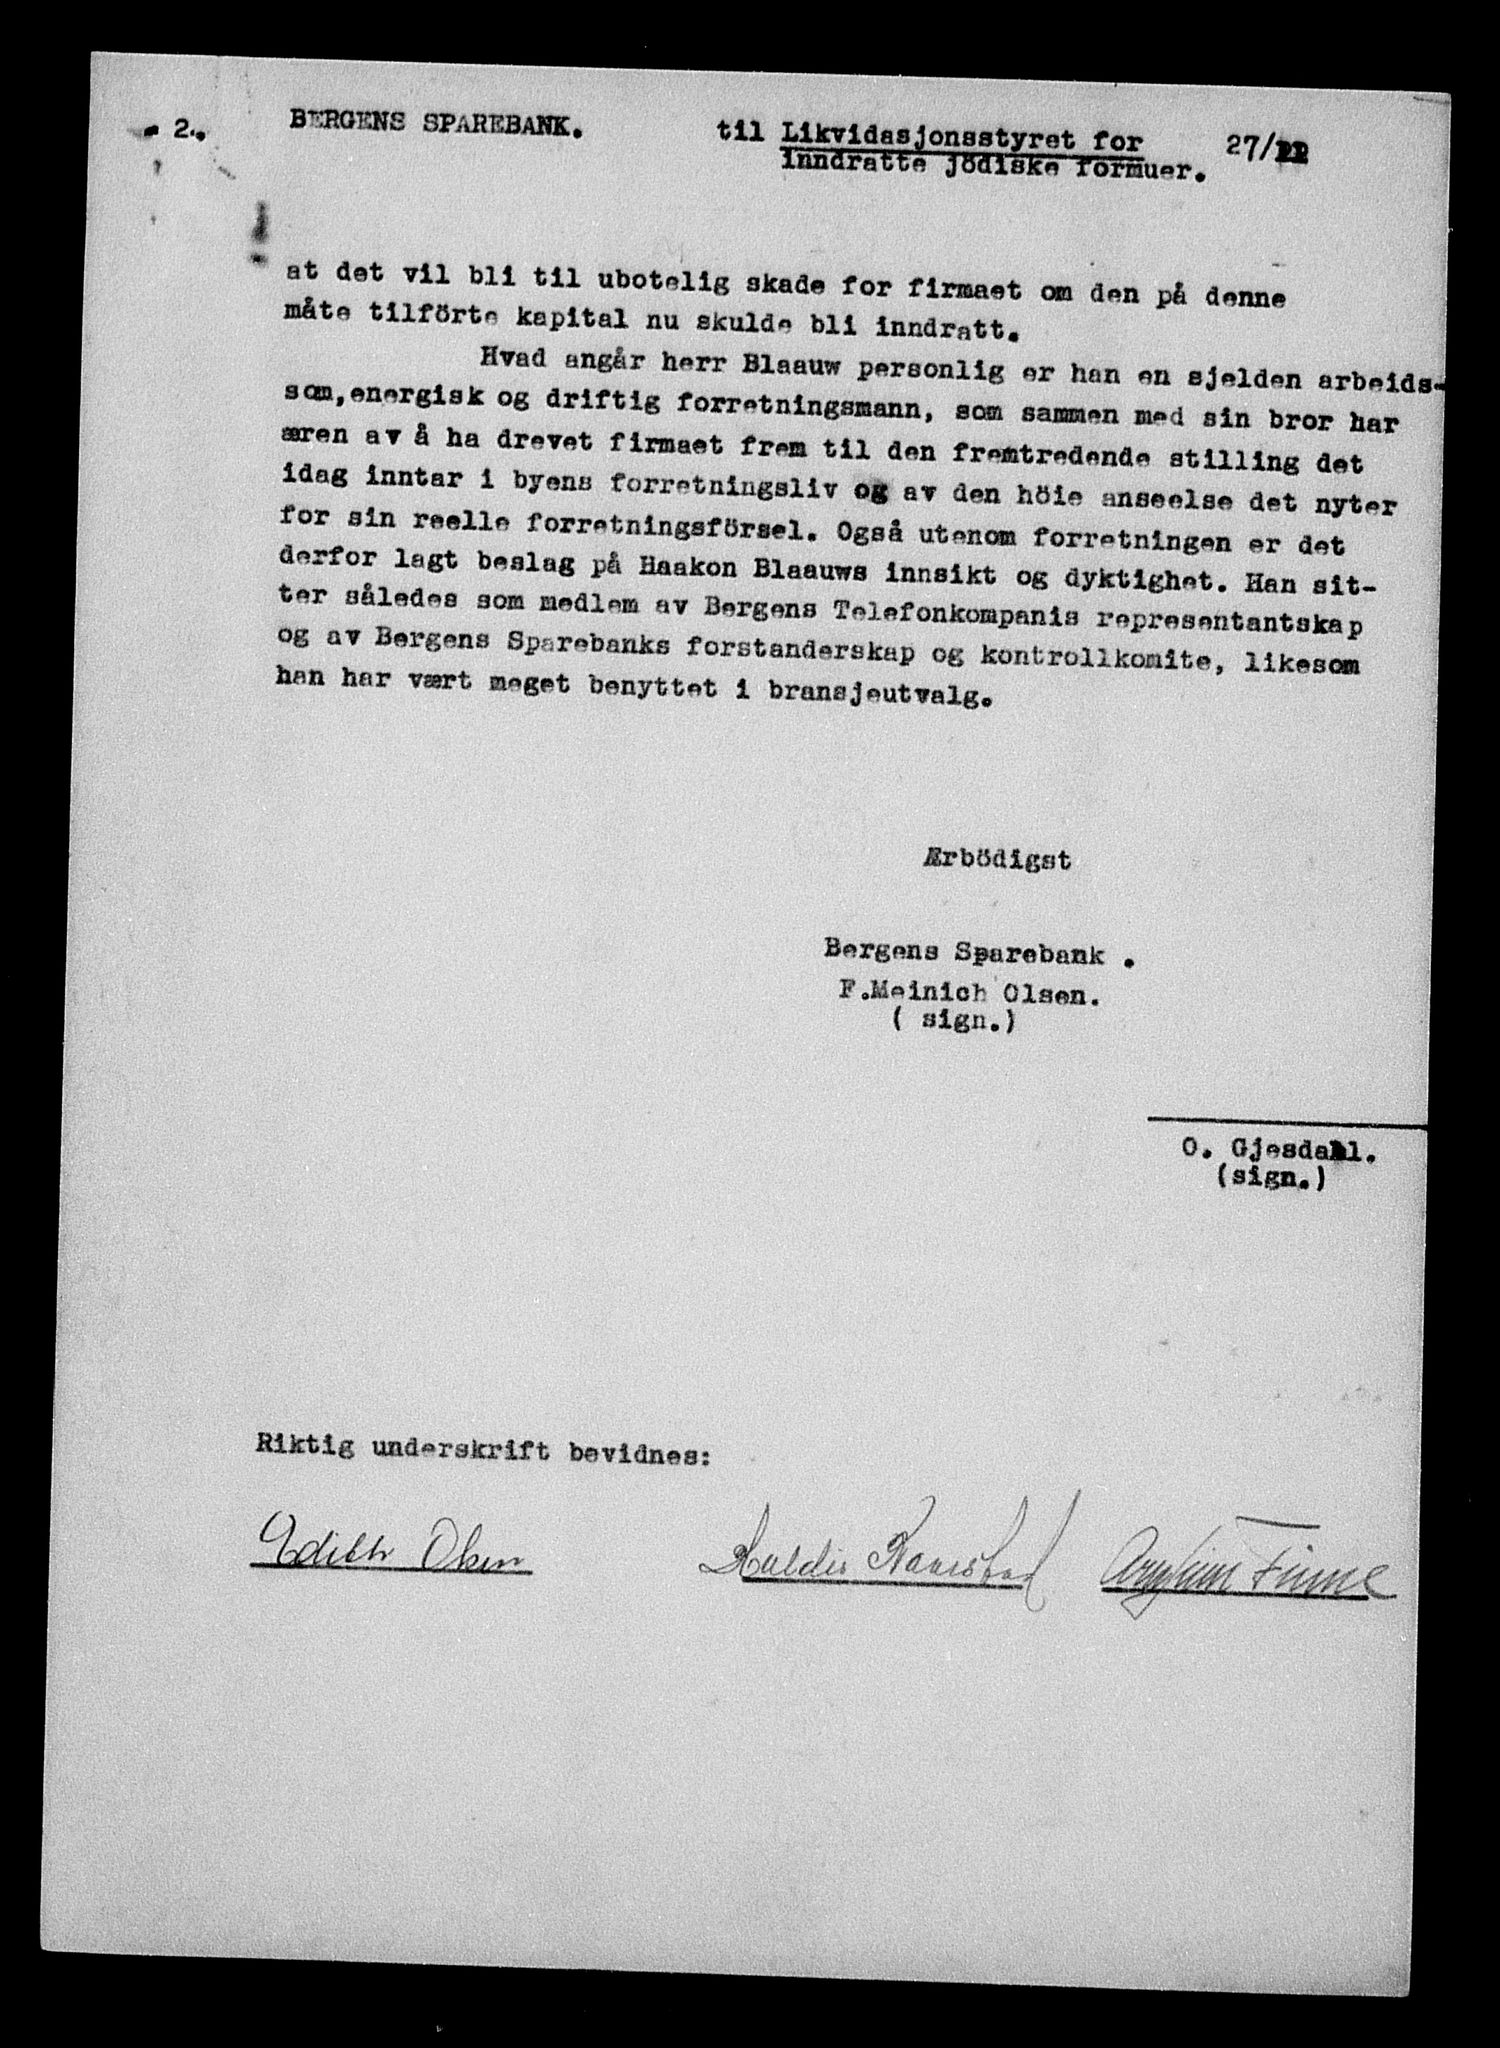 - 2.- BERGENS SPAREBANK. til Likvidasjonsstyret for 27/
Inndratte jödiske formuer.
at det vil bli til ubotelig skade for firmaet om den på denne
måte tilförte kapital nu skulde bli inndratt.
Hvad angår herr Blaauw personlig er han en sjelden arbeids-
som, energisk og driftig forretningsmann, som sammen med sin bror har
æren av å ha drevet firmaet frem til den fremtredende stilling det
idag inntar i byens forretningsliv og av den höie anseelse det nyter
for sin reelle forretningsförsel. Også utenom forretningen er det
derfor lagt beslag på Haakon Blaauws innsikt og dyktighet. Han sit-
ter således som medlem av Bergens Telefonkompanis representantskap
og av Bergens Sparebanks forstanderskap og kontrollkomite, likesom
han har vært meget benyttet i bransjeutvalg.
Ærbödigst
Bergens Sparebank .
F.Meinich Olsen.
( sign.)
O. Gjesdahl.
(sign.)
Riktig underskrift bevidnes:
Edith Olsen Finne